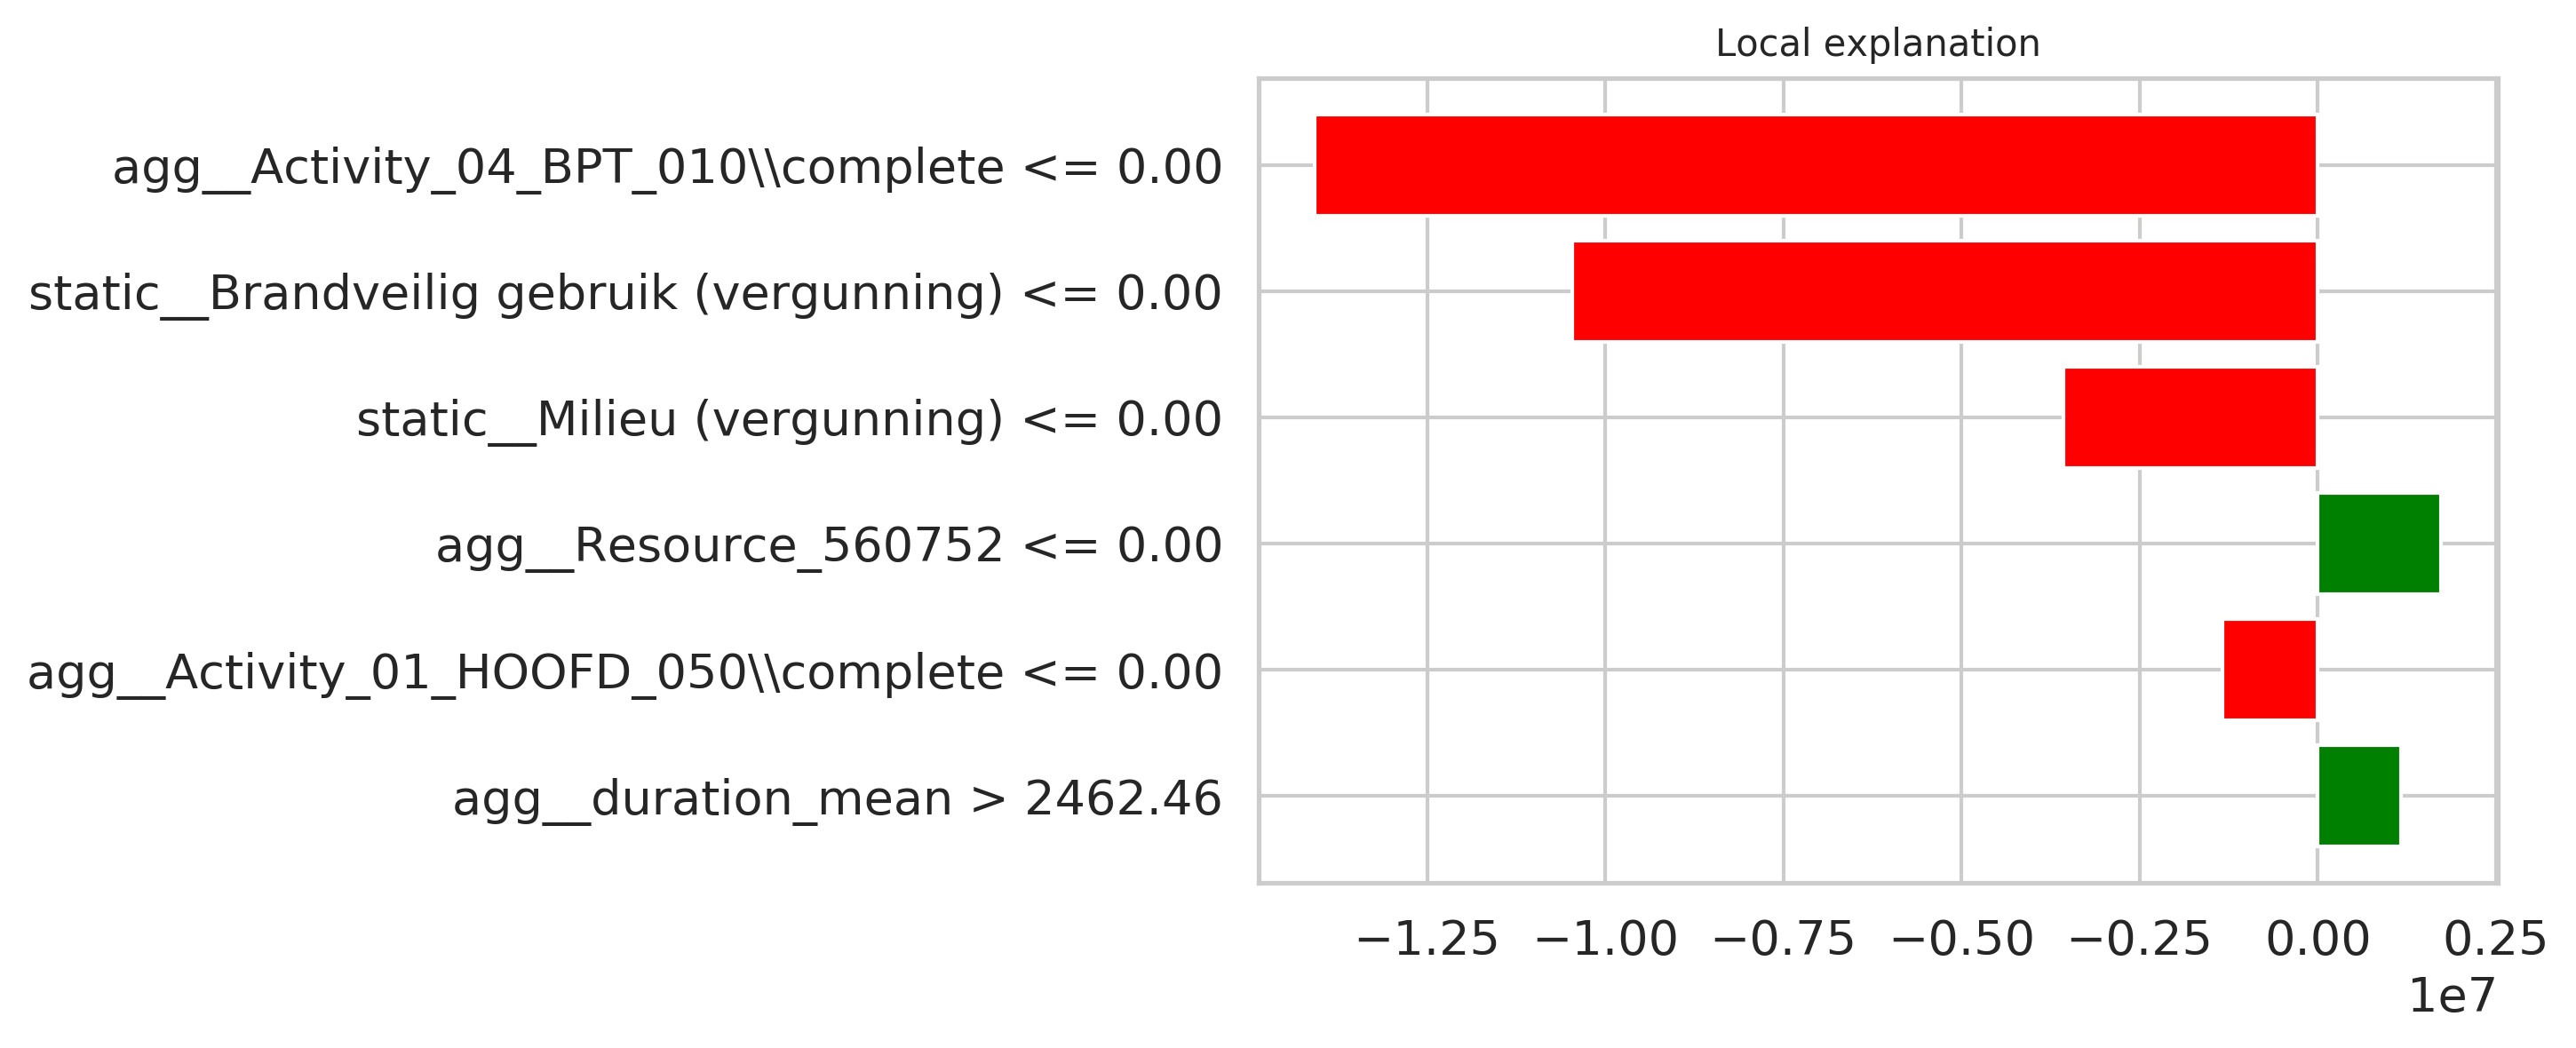 Local explanation
agg__Activity_04_BPT_010\\complete <= 0.00
static__Brandveilig gebruik (vergunning) <= 0.00
static__Milieu (vergunning) <= 0.00
agg__Resource_560752 <= 0.00
agg__Activity_01_HOOFD_050\\complete <= 0.00
agg__duration_mean > 2462.46
−1.25 −1.00 −0.75 −0.50 −0.25 0.00 0.25
1e7